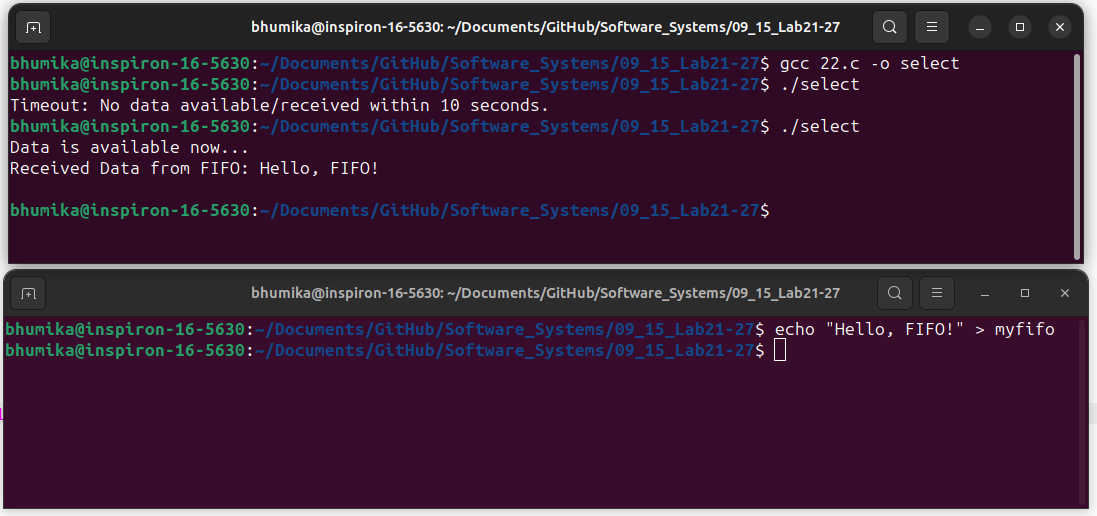 bhumika@inspiron-16-5630: ~/Documents/GitHub/Software_Systems/09_15_Lab21-27
bhumika@inspiron-16-5630:~/Documents/GitHub/Software_Systems/09_15_Lab21-27$ gcc 22.c -o select
bhumika@inspiron-16-5630:~/Documents/GitHub/Software_Systems/09_15_Lab21-27$ ./select
Timeout: No data available/received within 10 seconds.
bhumika@inspiron-16-5630:~/Documents/GitHub/Software_Systems/09_15_Lab21-27$ ./select
Data is available now...
Received Data from FIFO: Hello, FIFO!
bhumika@inspiron-16-5630:~/Documents/GitHub/Software_Systems/09_15_Lab21-27$
bhumika@inspiron-16-5630: ~/Documents/GitHub/Software_Systems/09_15_Lab21-27
bhumika@inspiron-16-5630:~/Documents/GitHub/Software_Systems/09_15_Lab21-27$ echo "Hello, FIFO!" > myfifo
bhumika@inspiron-16-5630:~/Documents/GitHub/Software_Systems/09_15_Lab21-27$